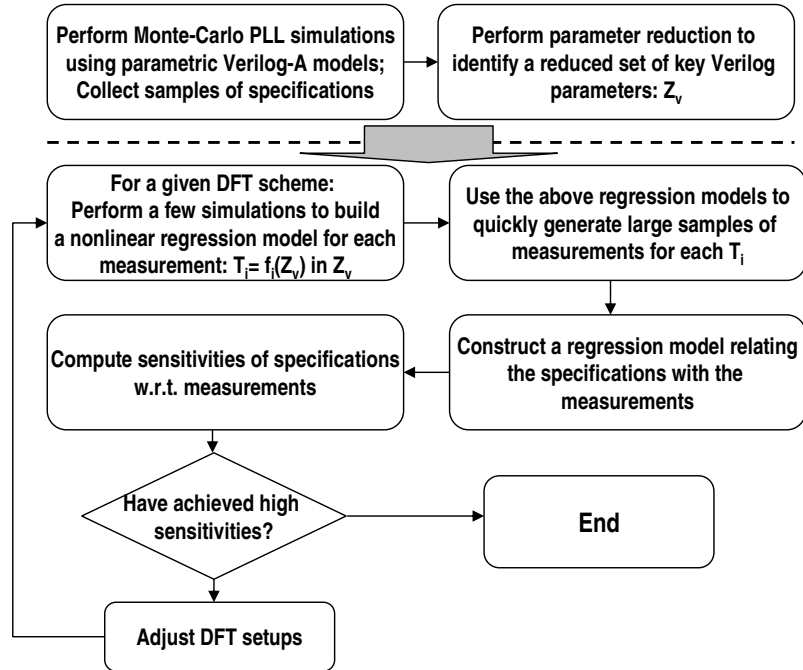 Perform Monte-Carlo PLL simulations
using parametric Verilog-A models;
Collect samples of specifications
Perform parameter reduction to
identify a reduced set of key Verilog
parameters: Zv
For a given DFT scheme:
Perform a few simulations to build
a nonlinear regression model for each
measurement: Ti= fi(Zv) in Zv
Use the above regression models to
quickly generate large samples of
measurements for each Ti
Compute sensitivities of specifications
w.r.t. measurements
Construct a regression model relating
the specifications with the
measurements
Have achieved high
sensitivities?
End
Adjust DFT setups